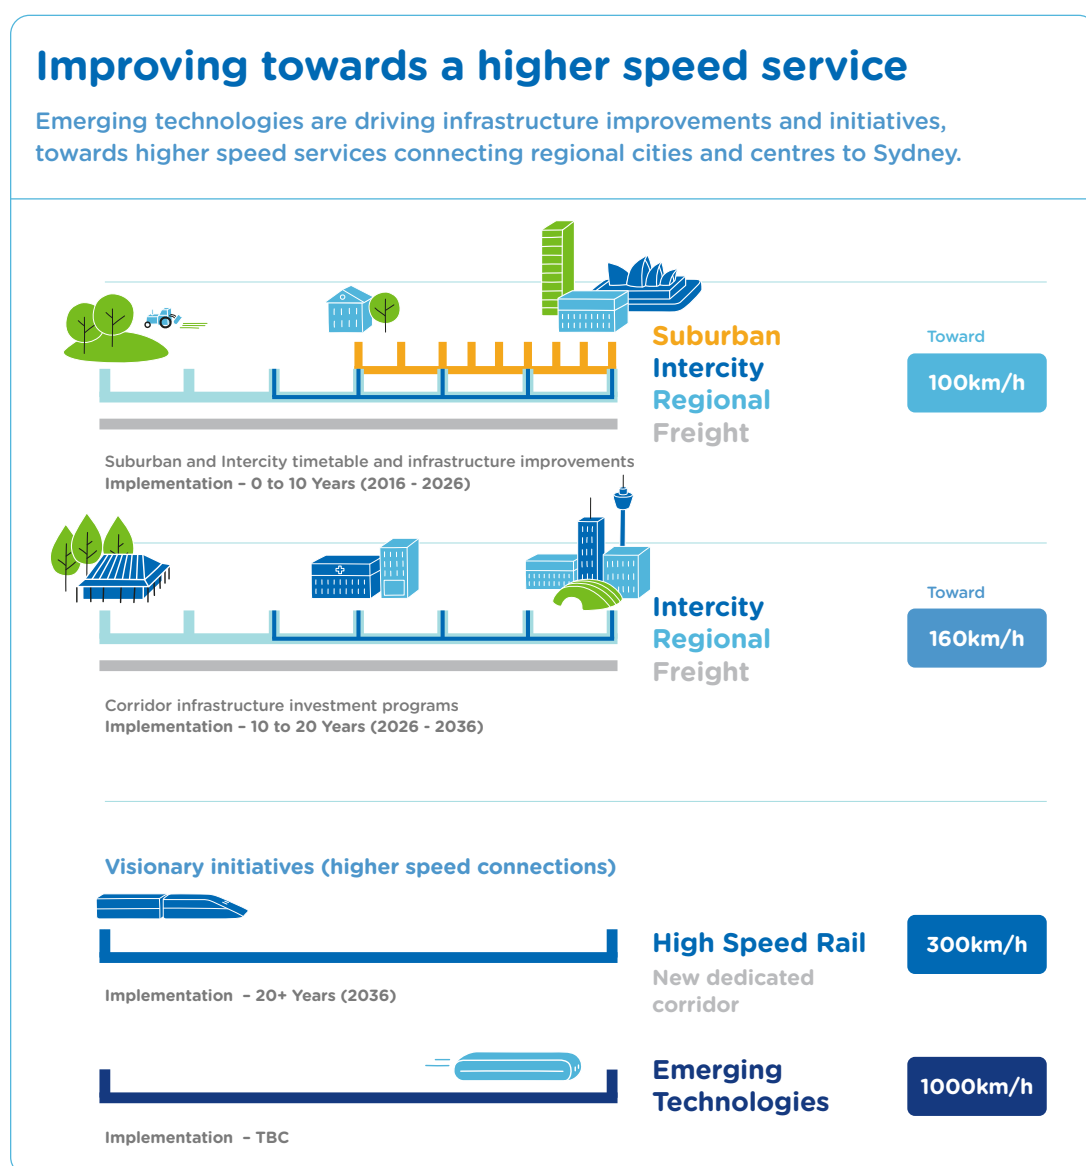 Improving towards a higher speed service
Emerging technologies are driving infrastructure improvements and initiatives,
towards higher speed services connecting regional cities and centres to Sydney.
Suburban
Intercity
Regional
Freight
Toward
100km/h
Suburban and Intercity timetable and infrastructure improvements
Implementation – 0 to 10 Years (2016 - 2026)
Intercity
Regional
Freight
Toward
160km/h
Corridor infrastructure investment programs
Implementation – 10 to 20 Years (2026 - 2036)
Visionary initiatives (higher speed connections)
High Speed Rail
New dedicated
corridor
300km/h
Implementation – 20+ Years (2036)
Emerging
Technologies
1000km/h
Implementation – TBC